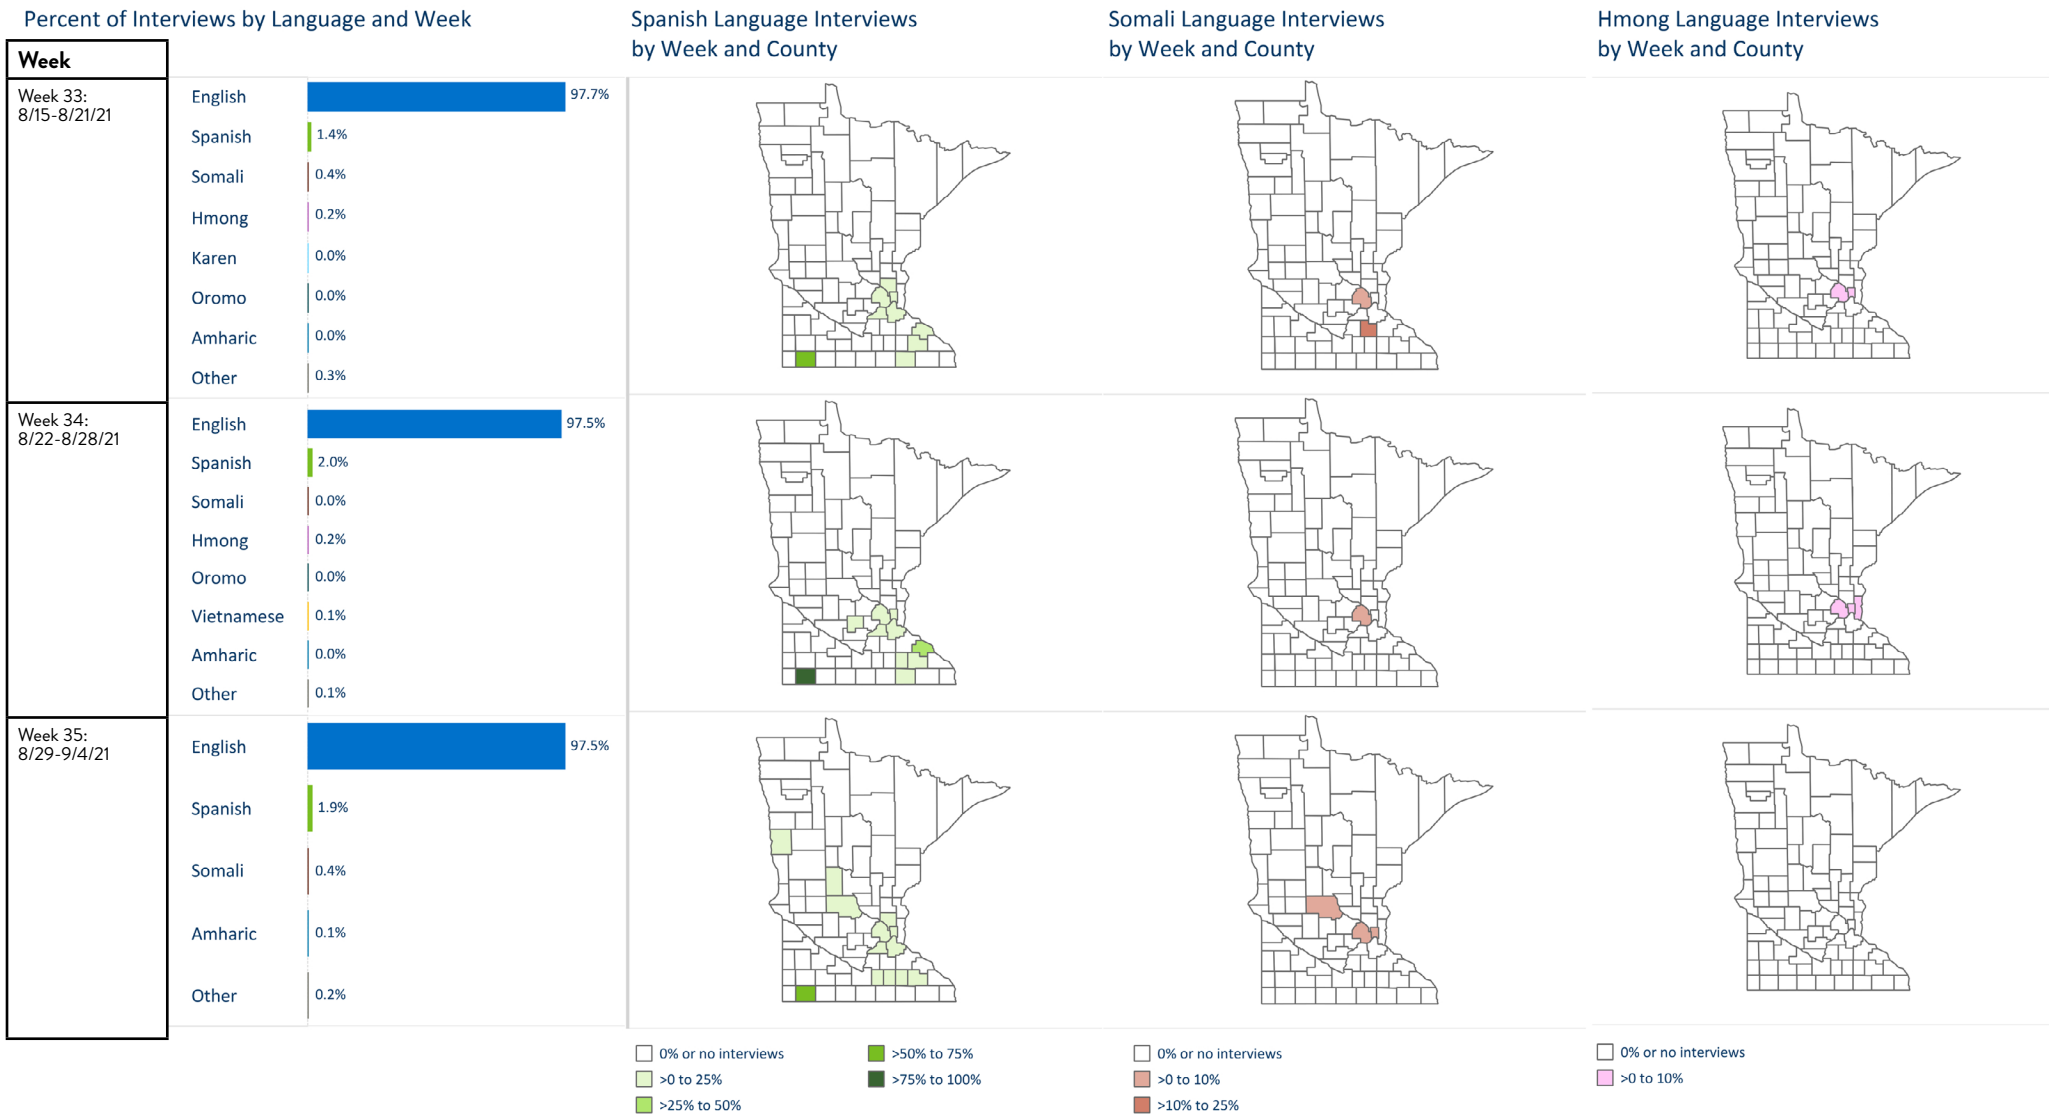 Percent of Interviews by Language and Week
Spanish Language Interviews
by Week and County
Somali Language Interviews
by Week and County
Hmong Language Interviews
by Week and County
Week
Week 33:
8/15-8/21/21
English 97.7%
Spanish 1.4%
Somali 0.4%
Hmong 0.2%
Karen 0.0%
Oromo 0.0%
Amharic 0.0%
Other 0.3%
Week 34:
8/22-8/28/21
English 97.5%
Spanish 2.0%
Somali 0.0%
Hmong 0.2%
Oromo 0.0%
Vietnamese 0.1%
Amharic 0.0%
Other 0.1%
Week 35:
8/29-9/4/21
English 97.5%
Spanish 1.9%
Somali 0.4%
Amharic 0.1%
Other 0.2%
0% or no interviews
>0 to 25%
>25% to 50%
>50% to 75%
>75% to 100%
0% or no interviews
>0 to 10%
>10% to 25%
0% or no interviews
>0 to 10%